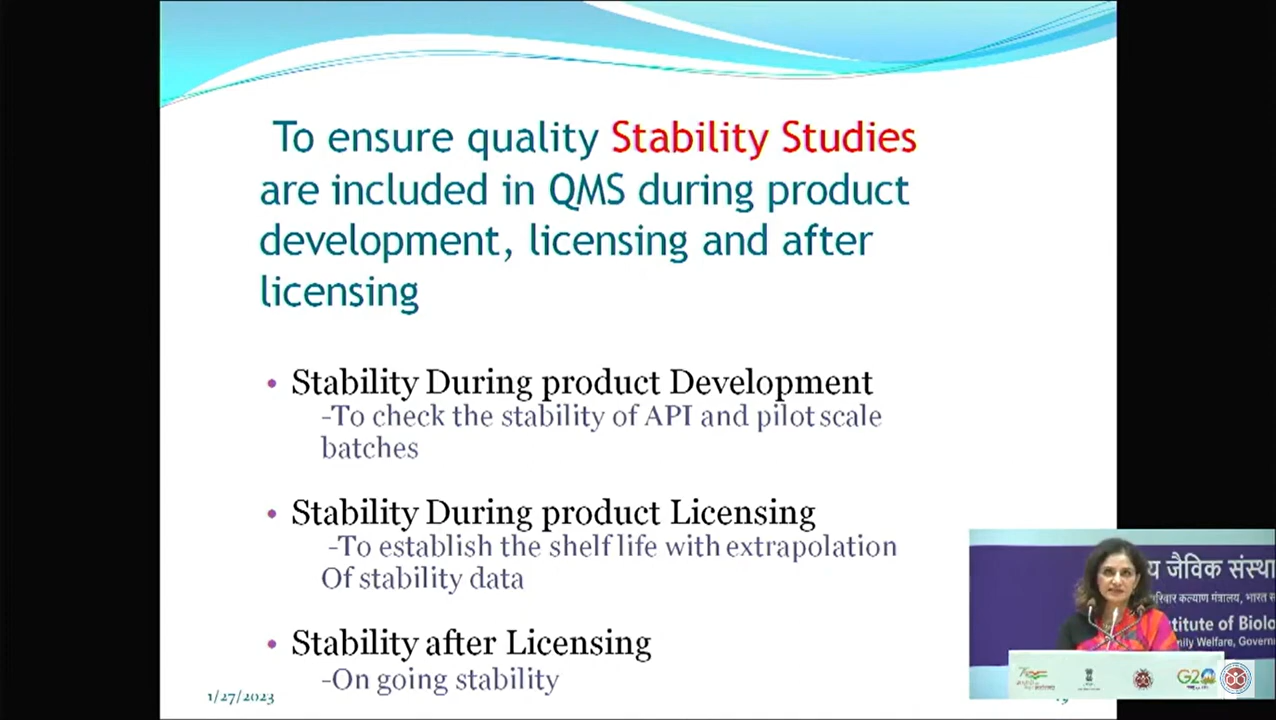 To ensure quality Stability Studies
are included in QMS during product
development, licensing and after
licensing
• Stability During product Development
-To check the stability of API and pilot scale
batches
• Stability During product Licensing
-To establish the shelf life with extrapolation
Of stability data
• Stability after Licensing
-On going stability
1/27/2023
य जैविक संस्था
परिवार कल्याण मंत्रालय, भारत स
stitute of Biolo
mily Welfare, Governm
G20